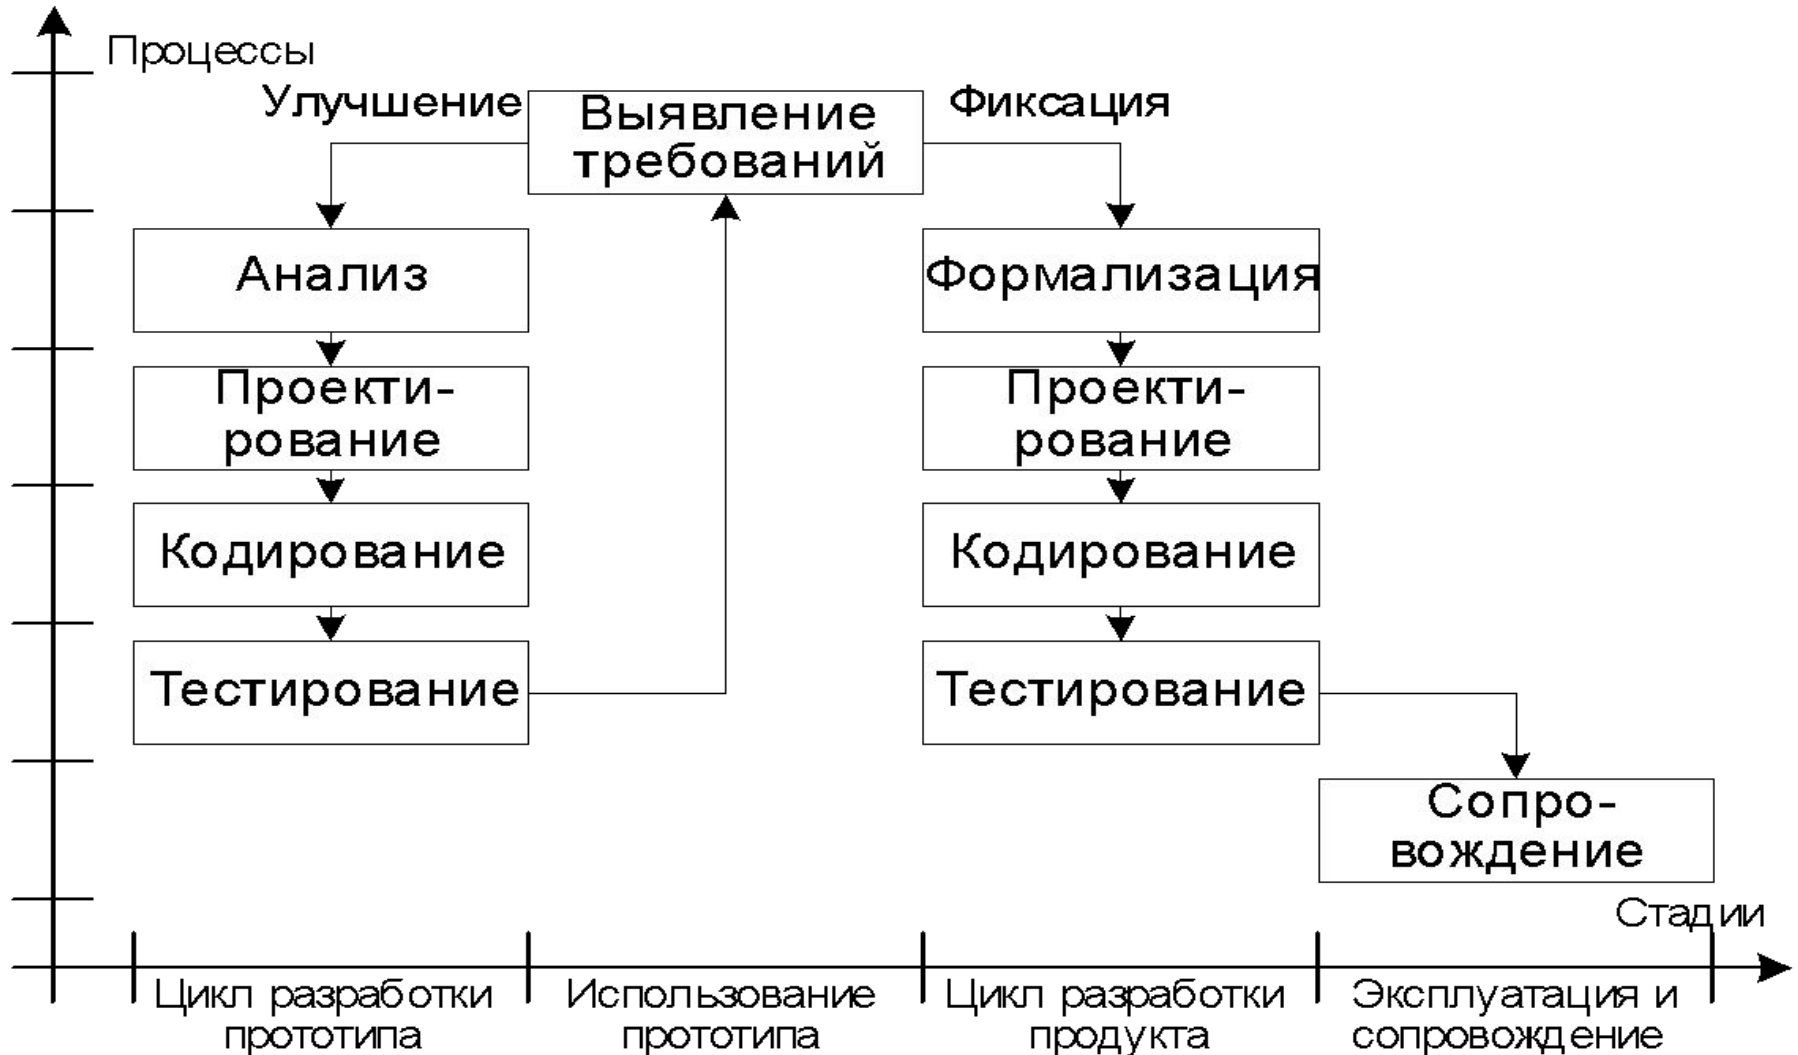 Процессы
Улучшение
Выявление
требований
Фиксация
Анализ
Формализация
Проекти-
рование
Проекти-
рование
Кодирование
Кодирование
Тестирование
Тестирование
Сопро-
вождение
Стадии
Цикл разработки
прототипа
Использование
прототипа
Цикл разработки
продукта
Эксплуатация и
сопровождение